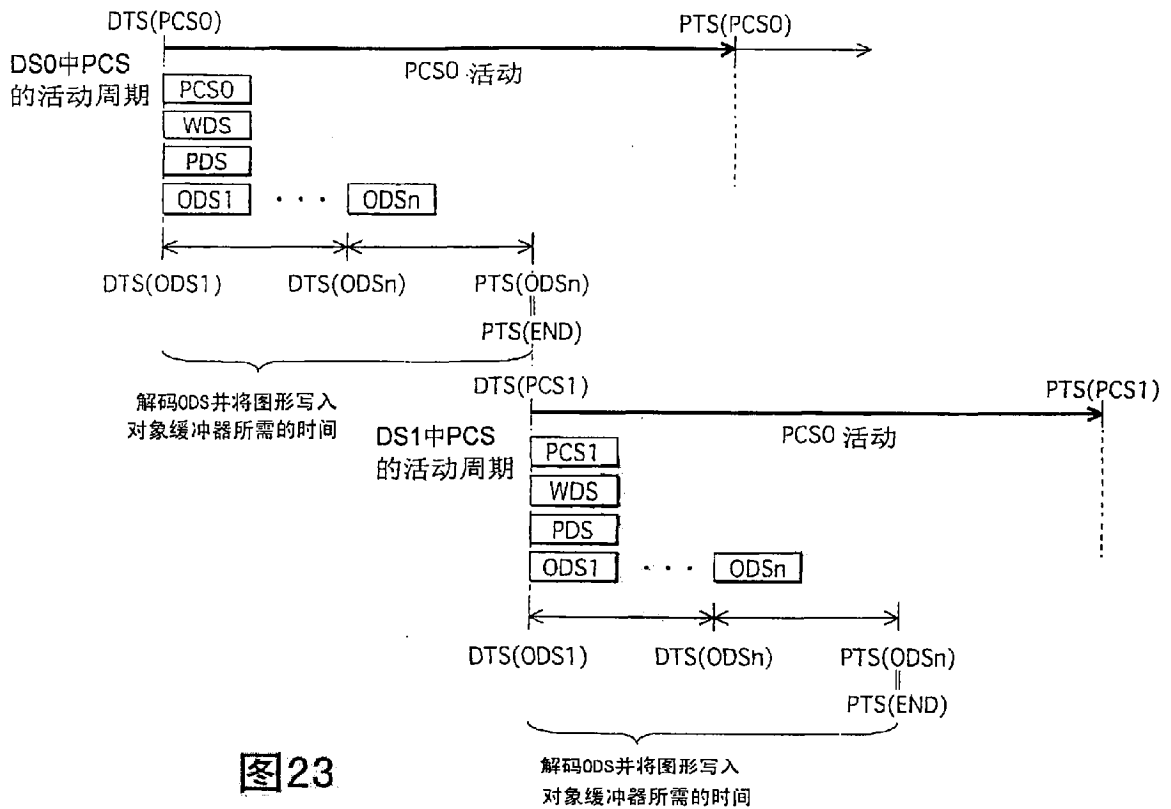 DTS(PCS0)
PTS(PCS0)
DS0中PCS
的活动周期
PCS0 活动
PCS0
WDS
PDS
ODS1 ··· ODSn
DTS(ODS1) DTS(ODSn) PTS(ODSn)
||
PTS(END)
解码ODS并将图形写入
对象缓冲器所需的时间
DTS(PCS1)
PTS(PCS1)
DS1中PCS
的活动周期
PCS0 活动
PCS1
WDS
PDS
ODS1 ··· ODSn
DTS(ODS1) DTS(ODSn) PTS(ODSn)
||
PTS(END)
解码ODS并将图形写入
对象缓冲器所需的时间
图23